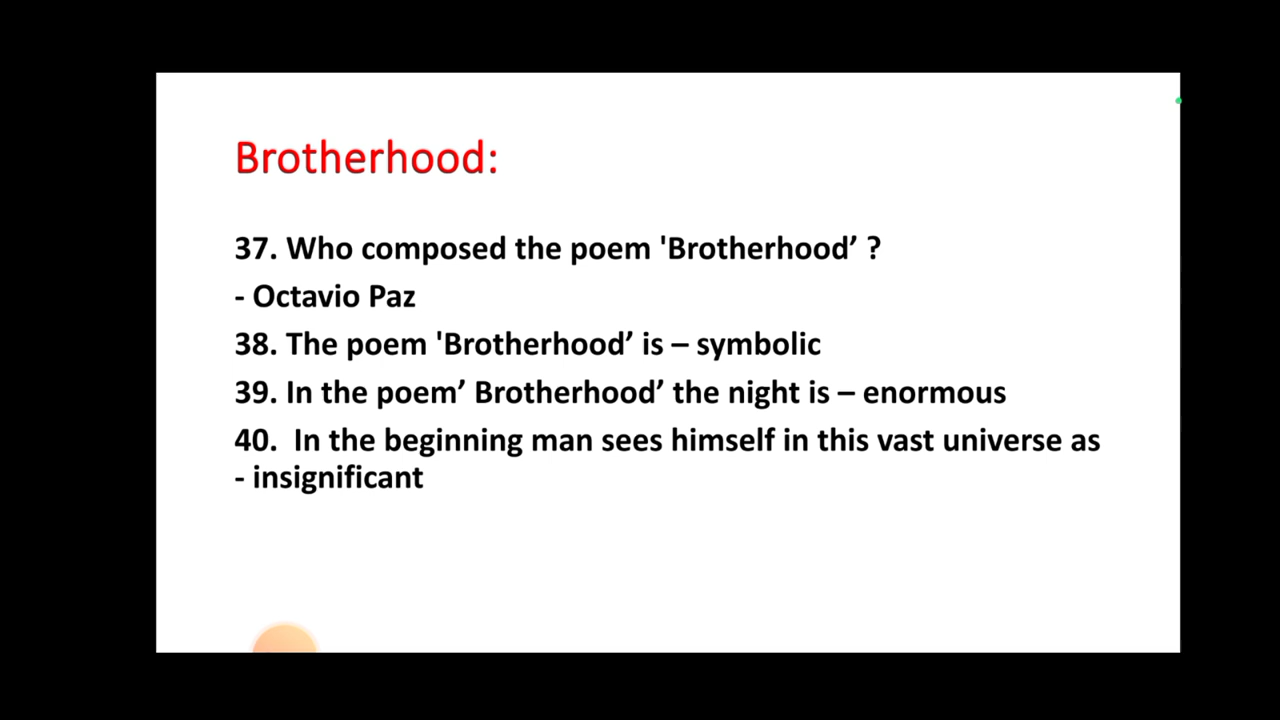 Brotherhood:
37. Who composed the poem 'Brotherhood’ ?
- Octavio Paz
38. The poem 'Brotherhood’ is – symbolic
39. In the poem’ Brotherhood’ the night is – enormous
40.  In the beginning man sees himself in this vast universe as
- insignificant